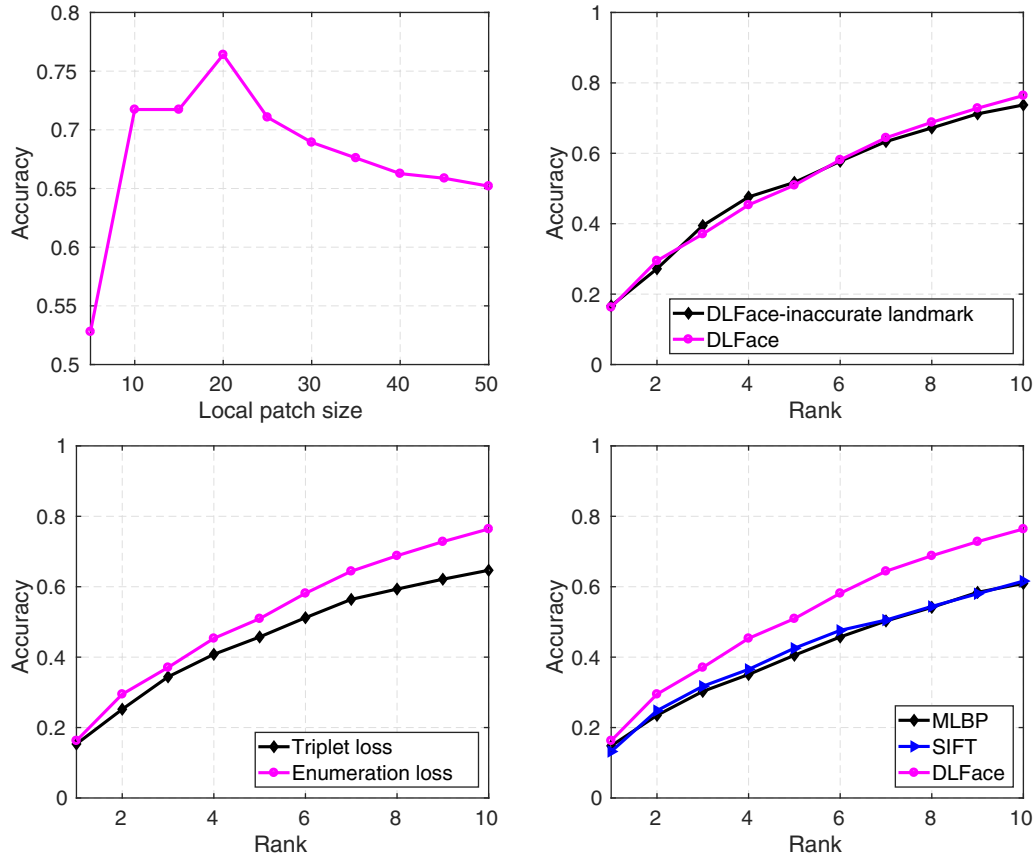 0.8
0.75
0.7
0.65
0.6
0.55
0.5
Accuracy
10 20 30 40 50
Local patch size
1
0.8
0.6
0.4
0.2
0
Accuracy
DLFace-inaccurate landmark
DLFace
2 4 6 8 10
Rank
1
0.8
0.6
0.4
0.2
0
Accuracy
Triplet loss
Enumeration loss
2 4 6 8 10
Rank
1
0.8
0.6
0.4
0.2
0
Accuracy
MLBP
SIFT
DLFace
2 4 6 8 10
Rank